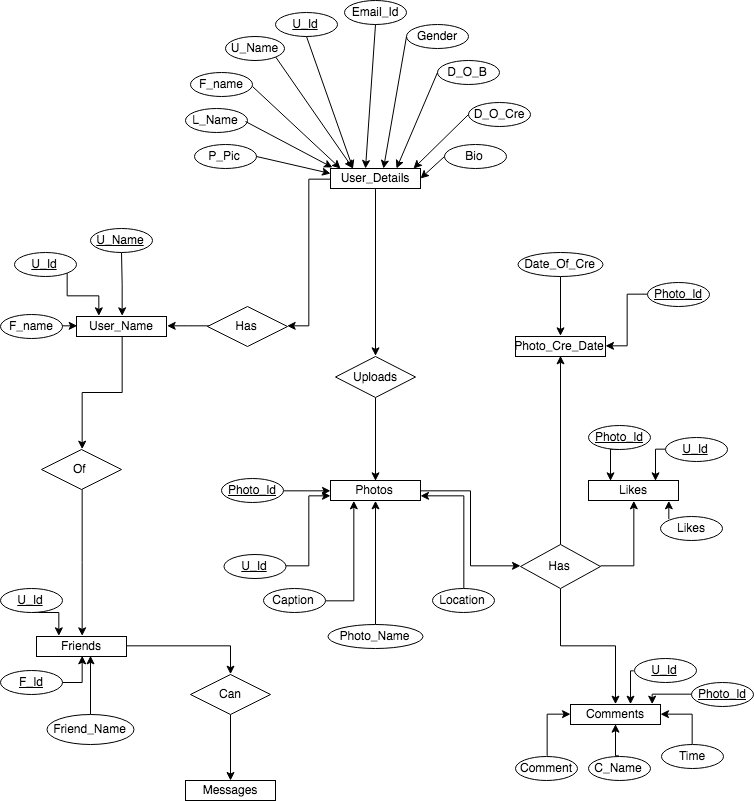 Email_Id
U_Id
Gender
U_Name
D_O_B
F_name
D_O_Cre
L_Name
P_Pic
Bio
User_Details
U_Name
U_Id
Date_Of_Cre
Photo_Id
F_name
User_Name
Has
Photo_Cre_Date
Uploads
Photo_Id
U_Id
Of
Photo_Id
Photos
Likes
Likes
U_Id
Has
Caption
Location
U_Id
Photo_Name
Friends
U_Id
F_Id
Can
Photo_Id
Comments
Friend_Name
Time
Comment
C_Name
Messages